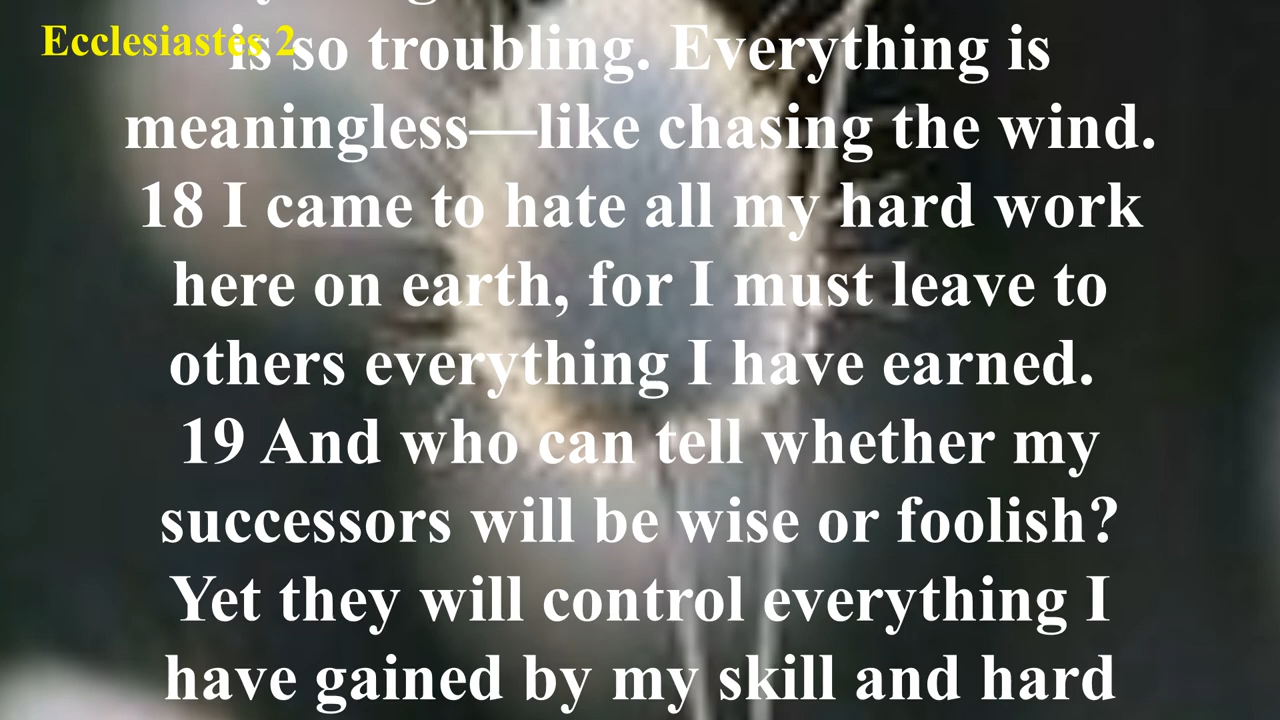 Ecclesiastes 2
is so troubling. Everything is
meaningless—like chasing the wind.
18 I came to hate all my hard work
here on earth, for I must leave to
others everything I have earned.
19 And who can tell whether my
successors will be wise or foolish?
Yet they will control everything I
have gained by my skill and hard